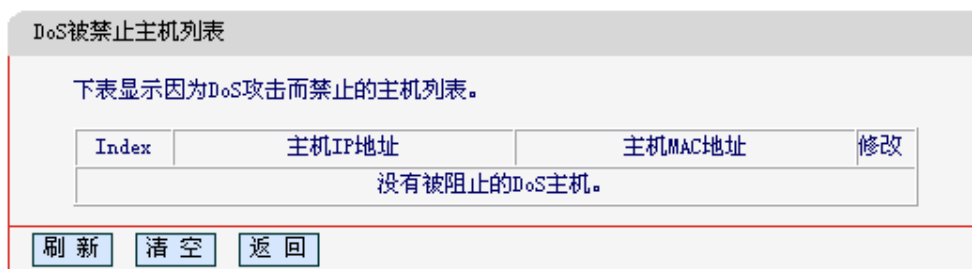 DoS被禁止主机列表
下表显示因为DoS攻击而禁止的主机列表。
Index 主机IP地址 主机MAC地址 修改
没有被阻止的DoS主机。
刷 新 清 空 返 回